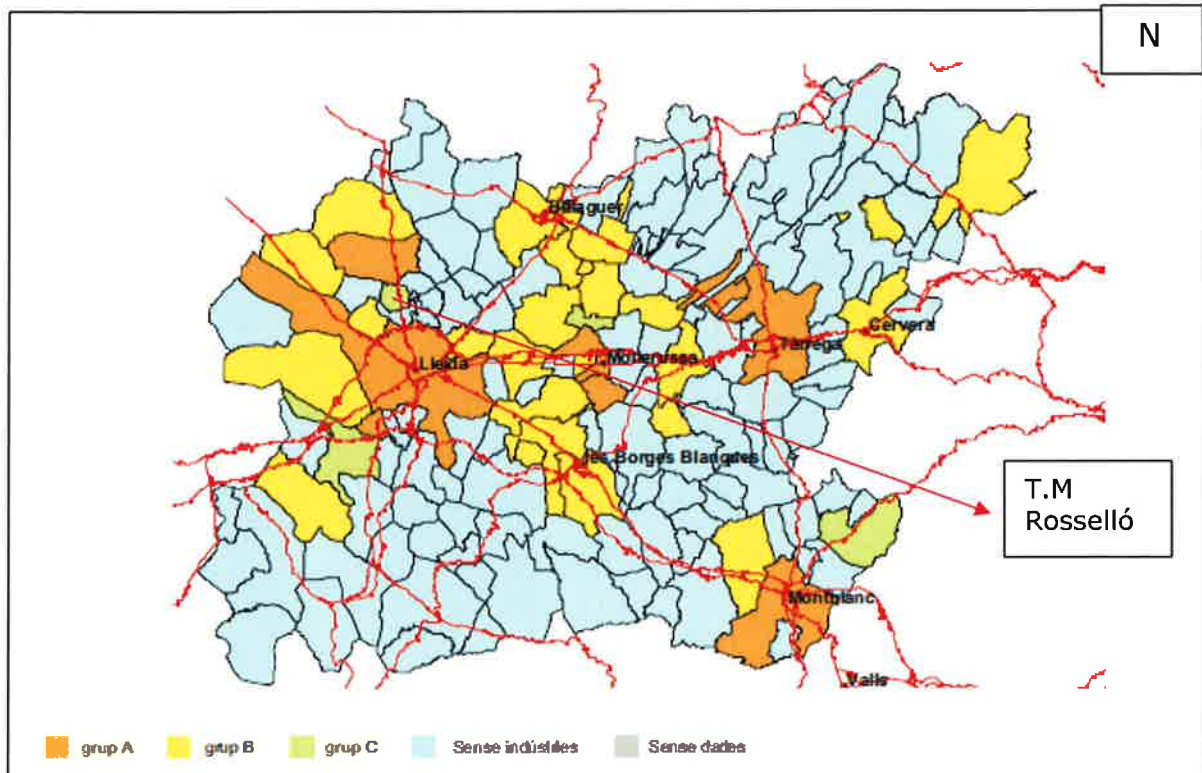 N
Balaguer
Cervera
Tàrrega
Lleida
Mollerussa
les Borges Blanques
T.M
Rosselló
Montblanc
Valls
grup A grup B grup C Sense indústries Sense dades